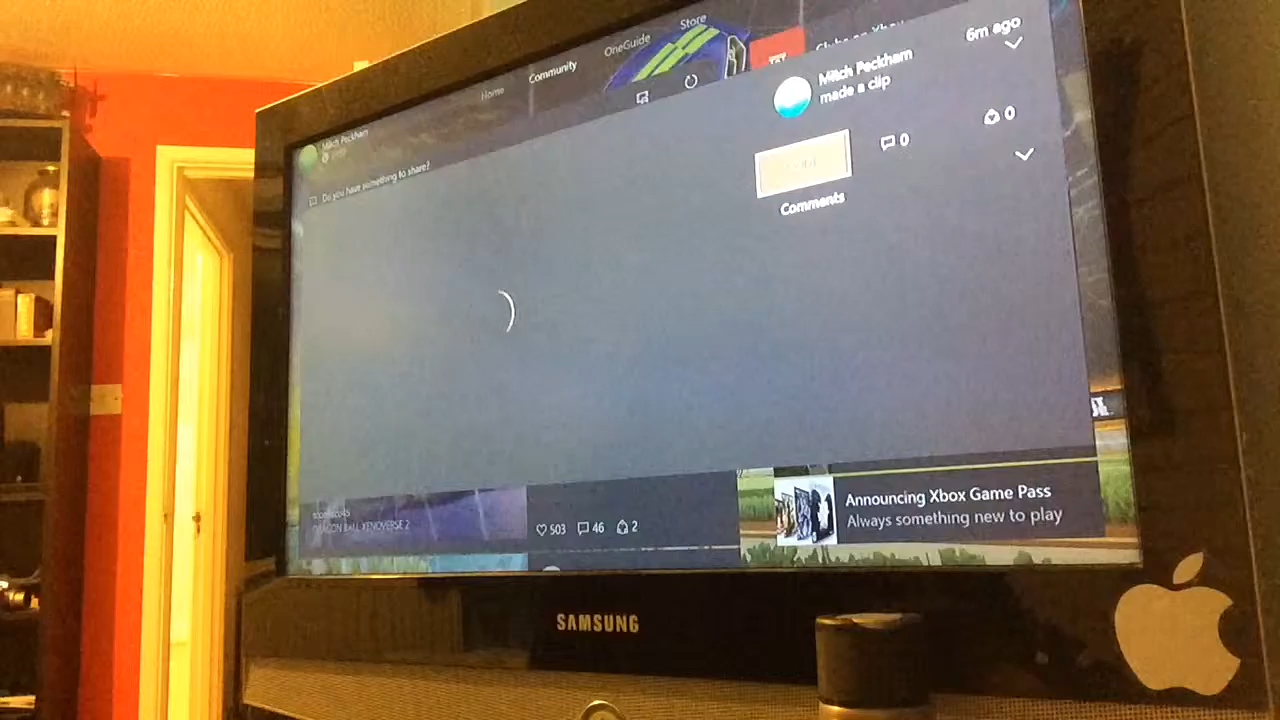 Store
OneGuide
Community
Home
6m ago
Mitch Peckham
made a clip
Mitch Peckham
Do you have something to share?
0
0
Comments
DRAGON BALL XENOVERSE 2
503
46
2
Announcing Xbox Game Pass
Always something new to play
SAMSUNG